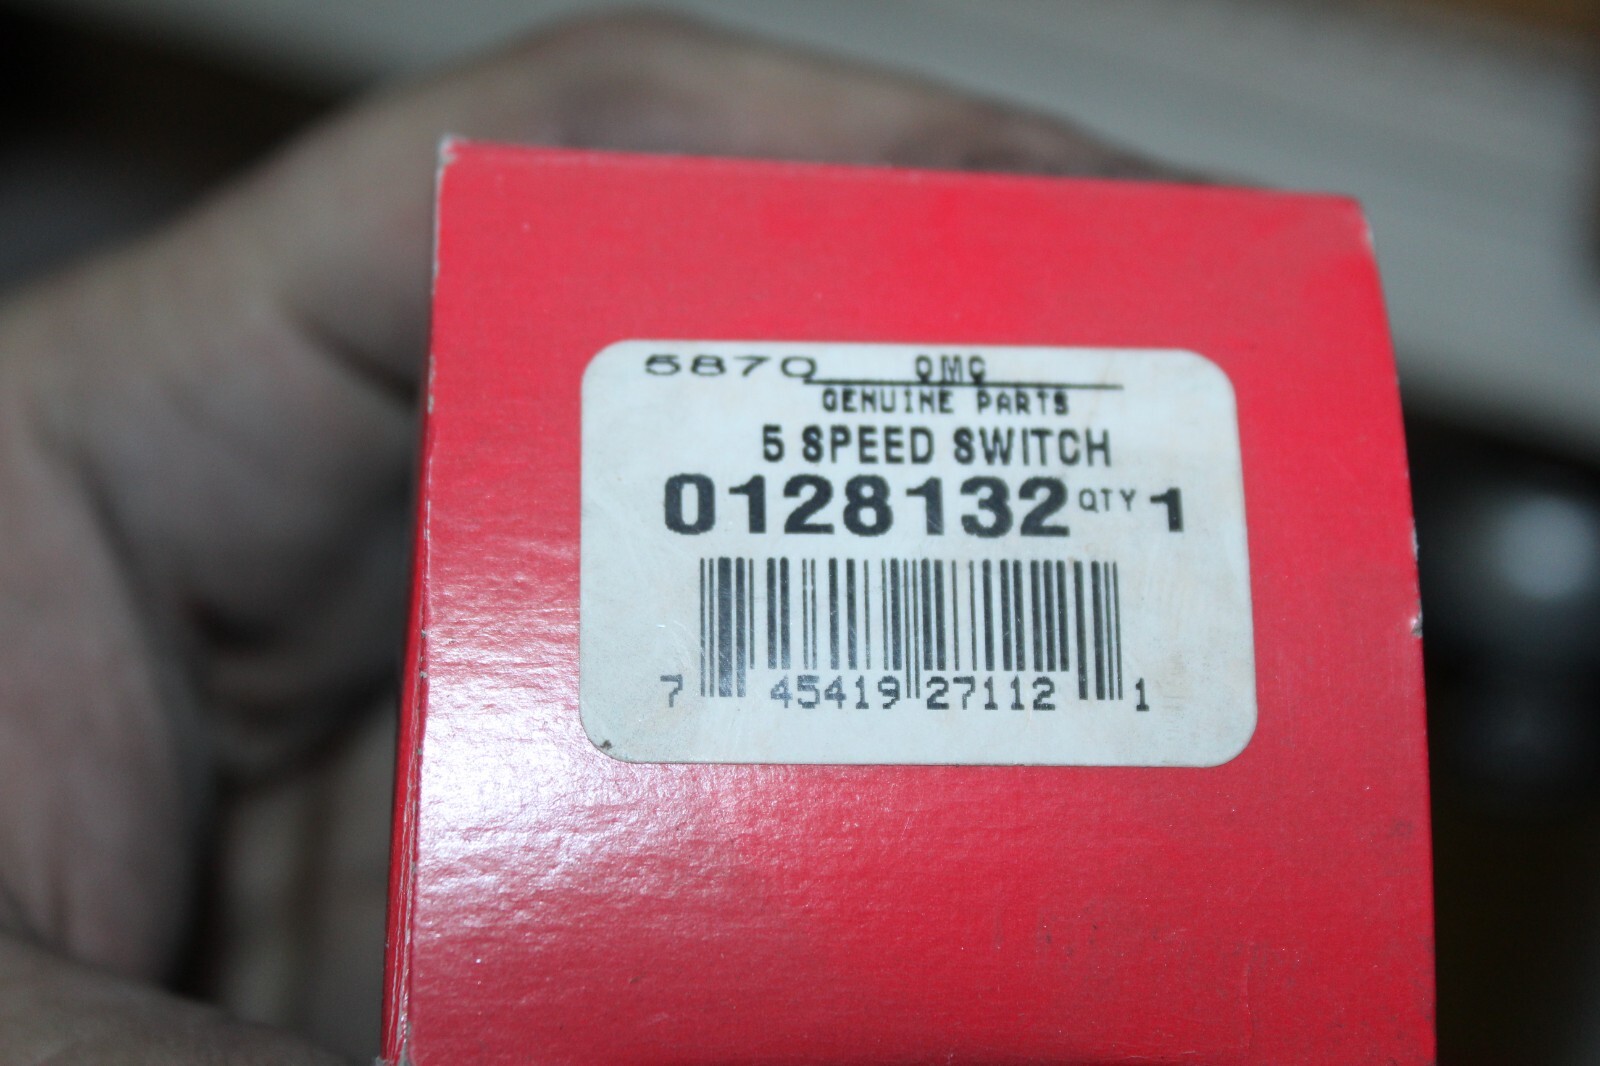 5870 OMC
GENUINE PARTS
5 SPEED SWITCH
0128132 QTY 1
7 45419 27112 1